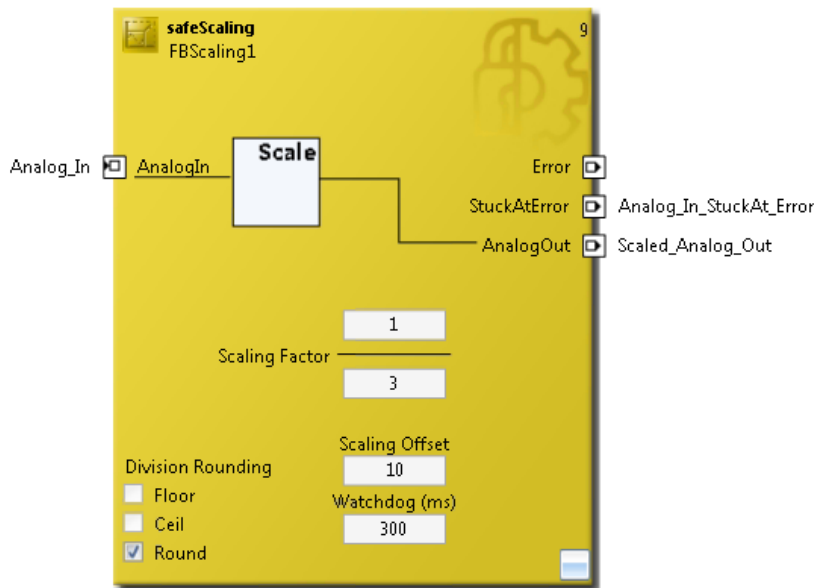 safeScaling
9
FBScaling1
Scale
Analog_In
AnalogIn
Error
StuckAtError
Analog_In_StuckAt_Error
AnalogOut
Scaled_Analog_Out
1
Scaling Factor
3
Scaling Offset
10
Division Rounding
Floor
Watchdog (ms)
Ceil
300
Round